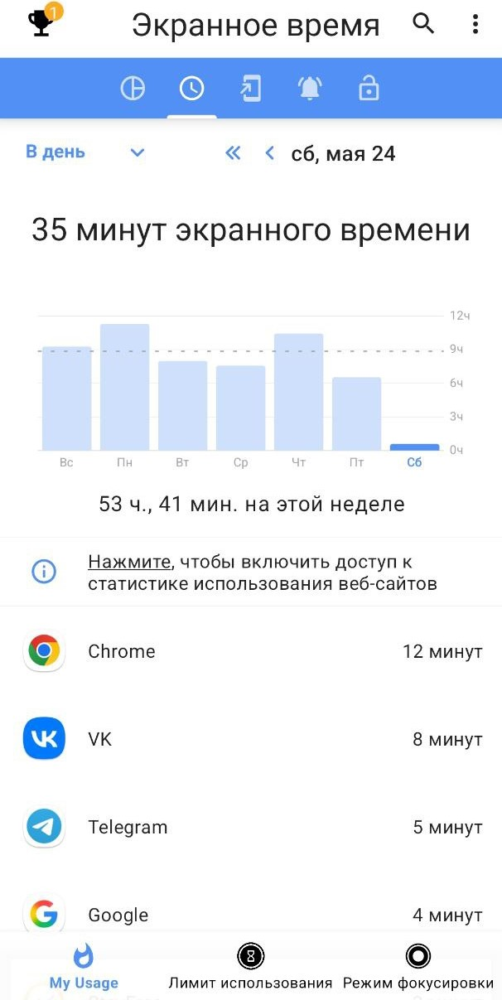 1
Экранное время
В день
сб, мая 24
35 минут экранного времени
12ч
9ч
6ч
3ч
0ч
Вс Пн Вт Ср Чт Пт Сб
53 ч., 41 мин. на этой неделе
Нажмите, чтобы включить доступ к
статистике использования веб-сайтов
Chrome 12 минут
VK 8 минут
Telegram 5 минут
Google 4 минут
My Usage Лимит использования Режим фокусировки